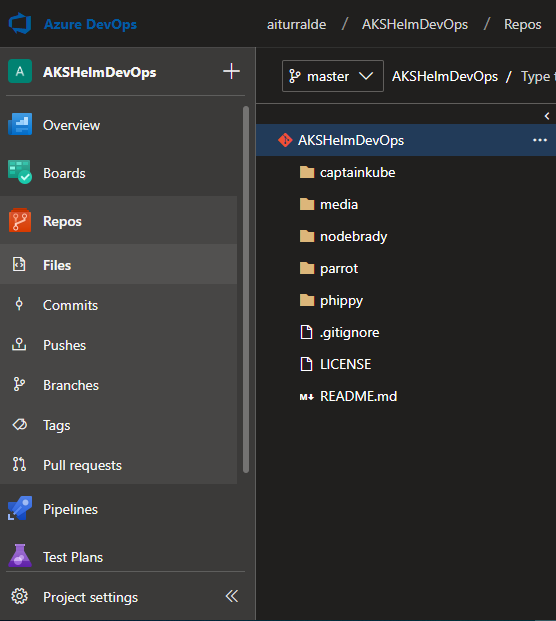 Azure DevOps
aiturralde / AKSHelmDevOps / Repos
A AKSHelmDevOps
master AKSHelmDevOps / Type
Overview
Boards
Repos
Files
Commits
Pushes
Branches
Tags
Pull requests
Pipelines
Test Plans
Project settings
AKSHelmDevOps
captainkube
media
nodebrady
parrot
phippy
.gitignore
LICENSE
README.md